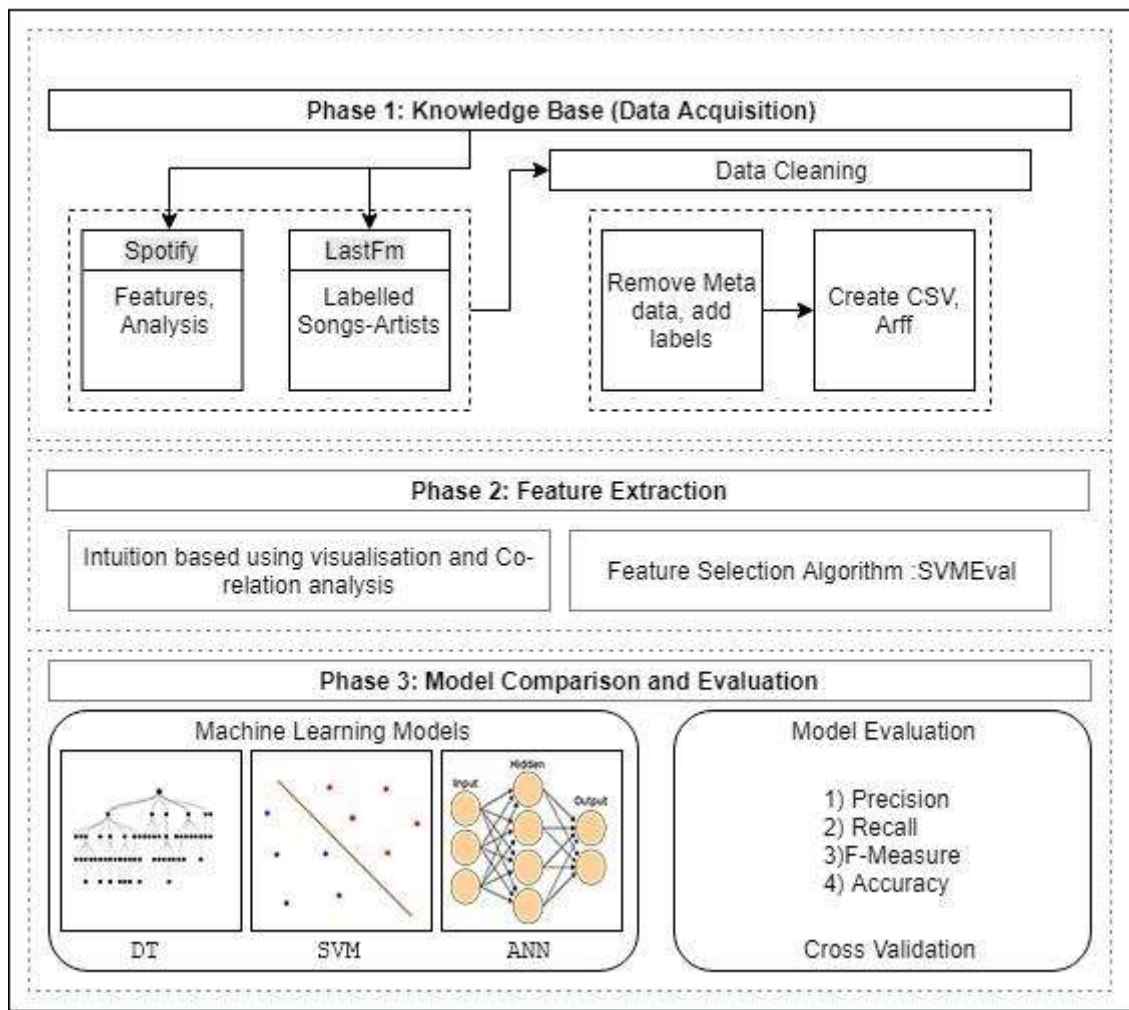 Phase 1: Knowledge Base (Data Acquisition)
Data Cleaning
Spotify
Features,
Analysis
LastFm
Labelled
Songs-Artists
Remove Meta
data, add
labels
Create CSV,
Arff
Phase 2: Feature Extraction
Intuition based using visualisation and Co-
relation analysis
Feature Selection Algorithm :SVMEval
Phase 3: Model Comparison and Evaluation
Machine Learning Models
Input
Hidden
Output
DT
SVM
ANN
Model Evaluation
1) Precision
2) Recall
3)F-Measure
4) Accuracy
Cross Validation